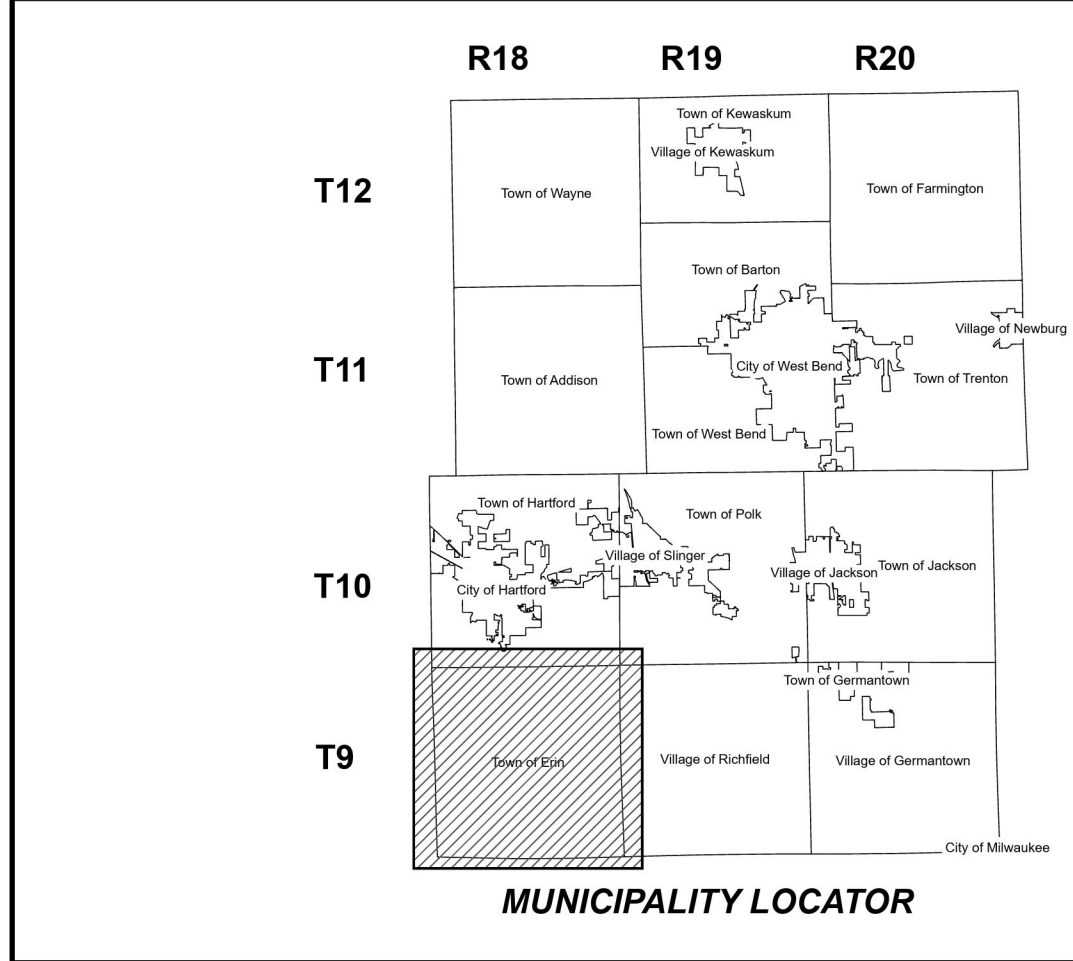 R18 R19 R20
Town of Kewaskum
Village of Kewaskum
T12
Town of Wayne
Town of Farmington
Town of Barton
Village of Newburg
T11
City of West Bend
Town of Addison
Town of Trenton
Town of West Bend
Town of Hartford
Town of Polk
Village of Slinger
Town of Jackson
Village of Jackson
T10
City of Hartford
Town of Germantown
T9
Town of Erin
Village of Richfield
Village of Germantown
City of Milwaukee
MUNICIPALITY LOCATOR